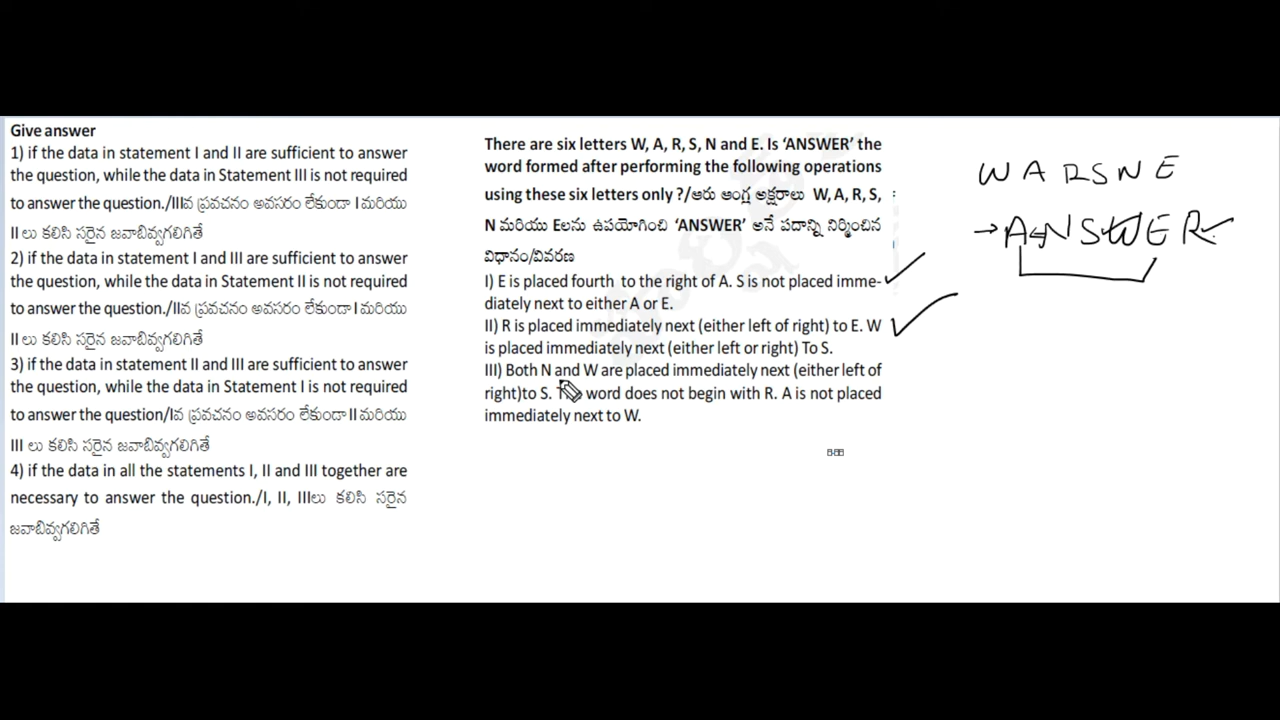 Give answer
1) if the data in statement I and II are sufficient to answer
the question, while the data in Statement III is not required
to answer the question./IIIవ ప్రవచనం అవసరం లేకుండా I మరియు
II లు కలిసి సరైన జవాబివ్వగలిగితే
2) if the data in statement I and III are sufficient to answer
the question, while the data in Statement II is not required
to answer the question./IIవ ప్రవచనం అవసరం లేకుండా I మరియు
II లు కలిసి సరైన జవాబివ్వగలిగితే
3) if the data in statement II and III are sufficient to answer
the question, while the data in Statement I is not required
to answer the question/Iవ ప్రవచనం అవసరం లేకుండా II మరియు
III లు కలిసి సరైన జవాబివ్వగలిగితే
4) if the data in all the statements I, II and III together are
necessary to answer the question./I, II, IIIలు కలిసి సరైన
జవాబివ్వగలిగితే
There are six letters W, A, R, S, N and E. Is ‘ANSWER’ the
word formed after performing the following operations
using these six letters only ?/ఆరు ఆంగ్ల అక్షరాలు W, A, R, S,
N మరియు Eలను ఉపయోగించి ‘ANSWER’ అనే పదాన్ని నిర్మించిన
విధానం/వివరణ
I) E is placed fourth to the right of A. S is not placed imme-
diately next to either A or E.
II) R is placed immediately next (either left of right) to E. W
is placed immediately next (either left or right) To S.
III) Both N and W are placed immediately next (either left of
right)to S. word does not begin with R. A is not placed
immediately next to W.
W A R S N E
→ A N S W E R